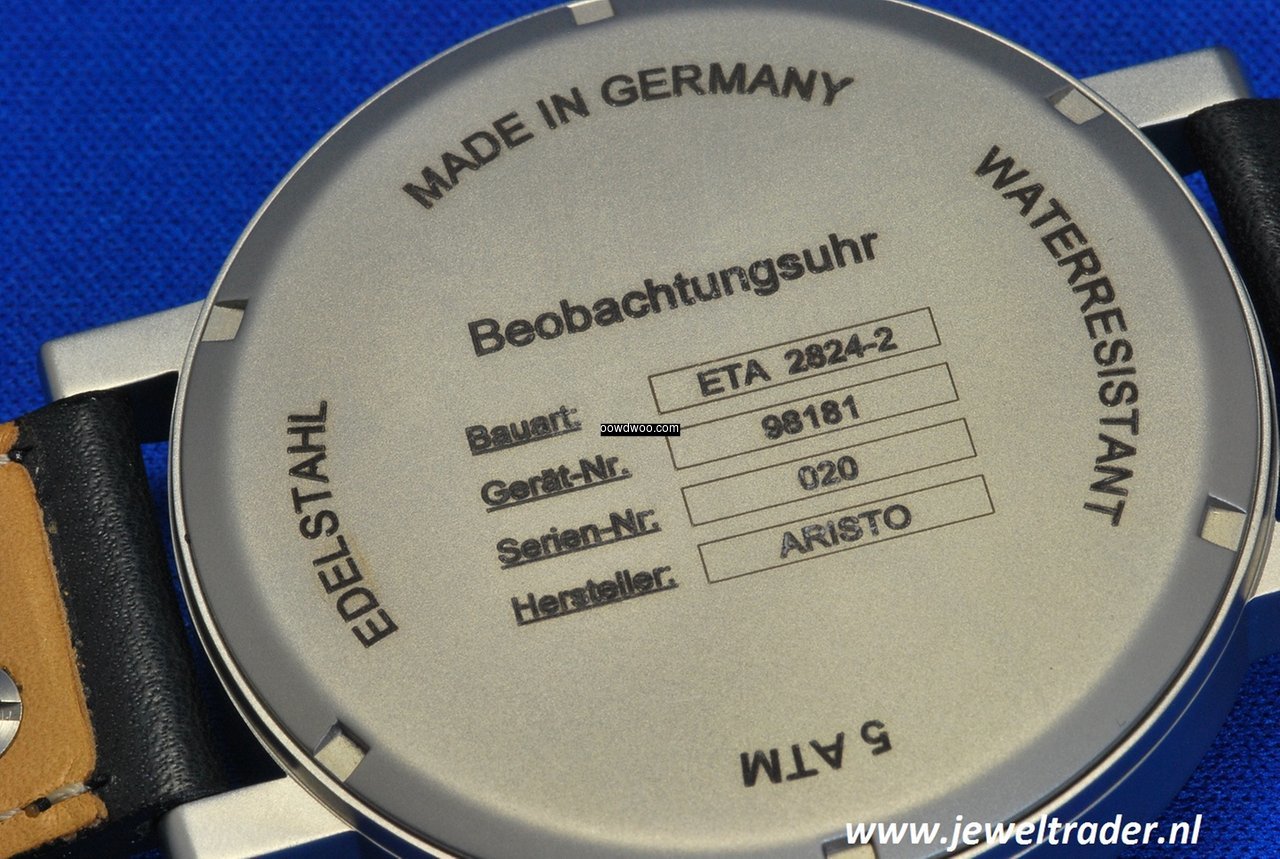 MADE IN GERMANY
WATERRESISTANT
Beobachtungsuhr
Bauart: ETA 2824-2
Gerät-Nr. 98181
Serien-Nr: 020
Hersteller: ARISTO
EDELSTAHL
5 ATM
powdwoo.com
www.jeweltrader.nl